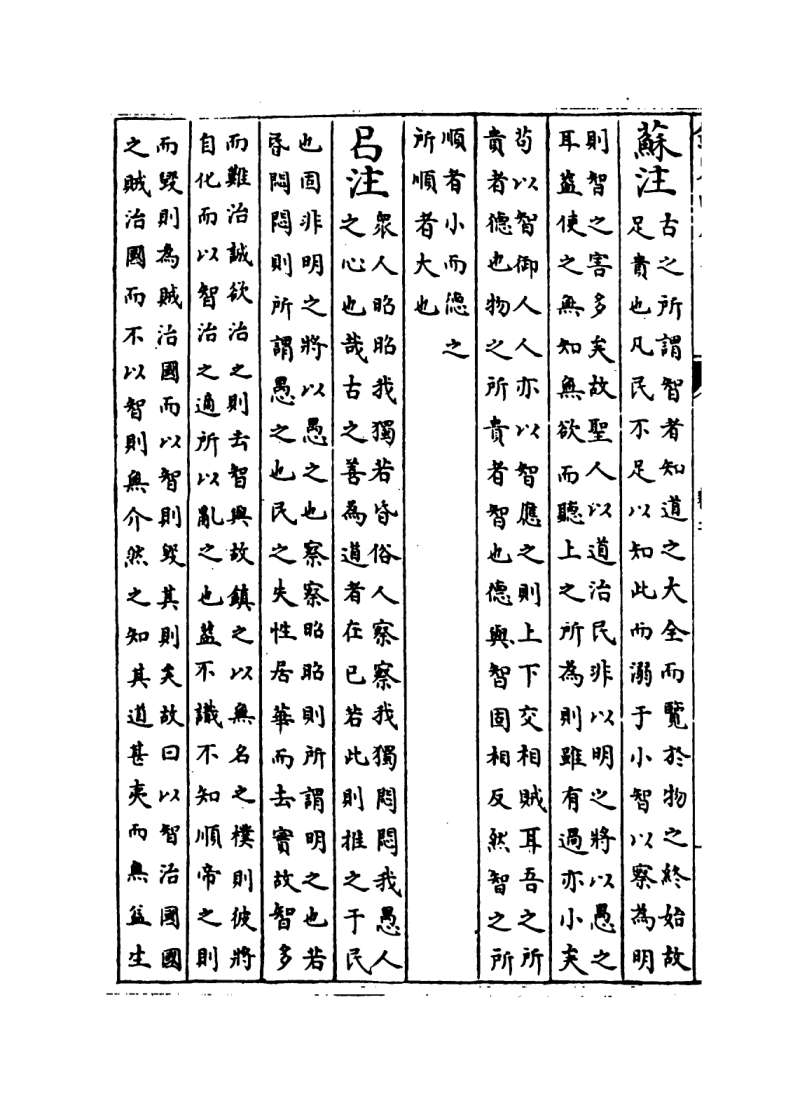 蘇注
古之所謂智者知道之大全而覽於物之終始故
足貴也凡民不足以知此而溺于小智以察為明
則智之害多矣故聖人以道治民非以明之將以愚之
耳蓋使之無知無欲而聽上之所為則雖有過亦小矣
苟以智御人人亦以智應之則上下交相賊耳吾之所
貴者德也物之所貴者智也德與智固相反然智之所
順者小而德之
所順者大也
呂注
衆人昭昭我獨若昏俗人察察我獨悶悶我愚人
之心也哉古之善為道者在已若此則推之于民
也固非明之將以愚之也察察昭昭則所謂明之也若
昏悶悶則所謂愚之也民之失性居華而去實故智多
而難治誠欲治之則去智與故鎮之以無名之樸則彼將
自化而以智治之適所以亂之也蓋不識不知順帝之則
而毀則為賊治國而以智則毀其則矣故曰以智治國國
之賊治國而不以智則無介然之知其道甚夷而無益生